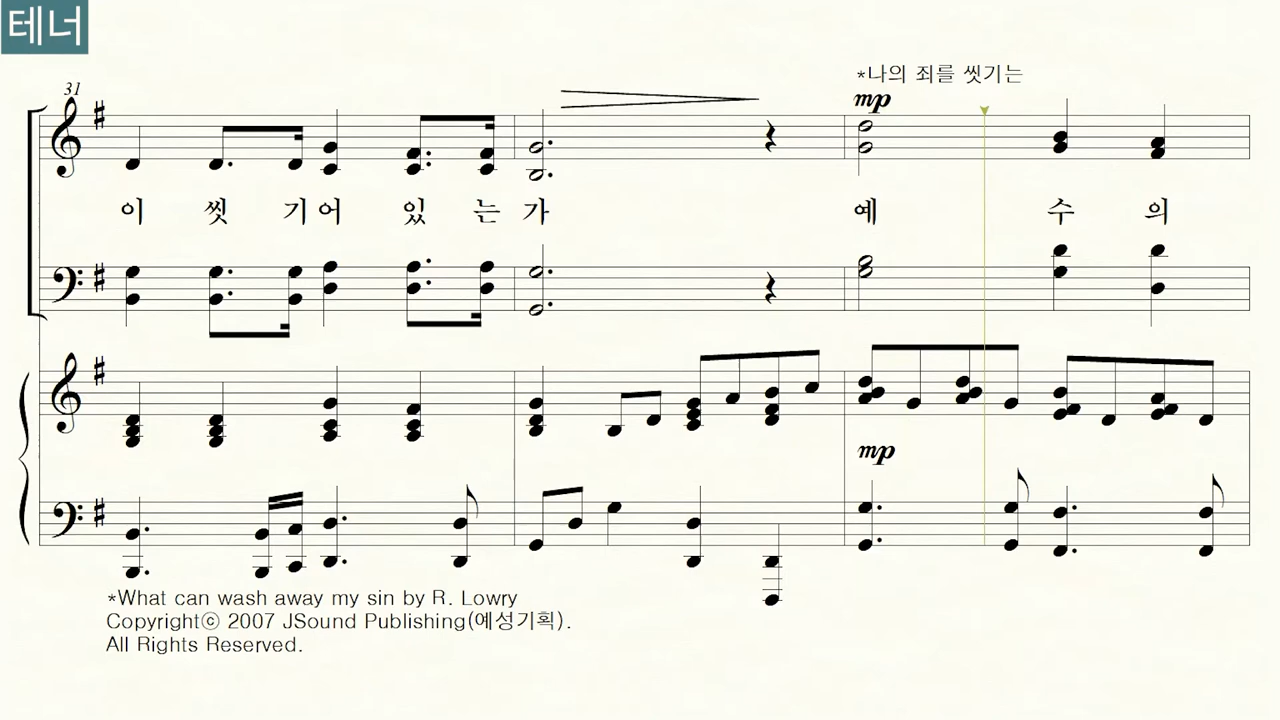 테너
31
*나의 죄를 씻기는
mp
이 씻 기 어 있 는 가 예 수 의
mp
*What can wash away my sin by R. Lowry
Copyrightⓒ 2007 JSound Publishing(예성기획).
All Rights Reserved.